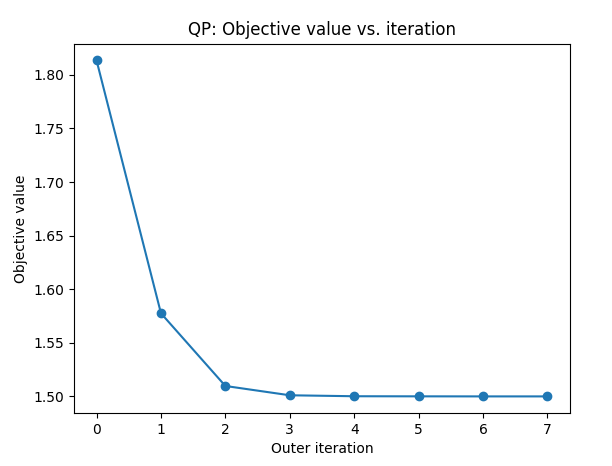 QP: Objective value vs. iteration
1.80
1.75
1.70
1.65
1.60
1.55
1.50
Objective value
0 1 2 3 4 5 6 7
Outer iteration